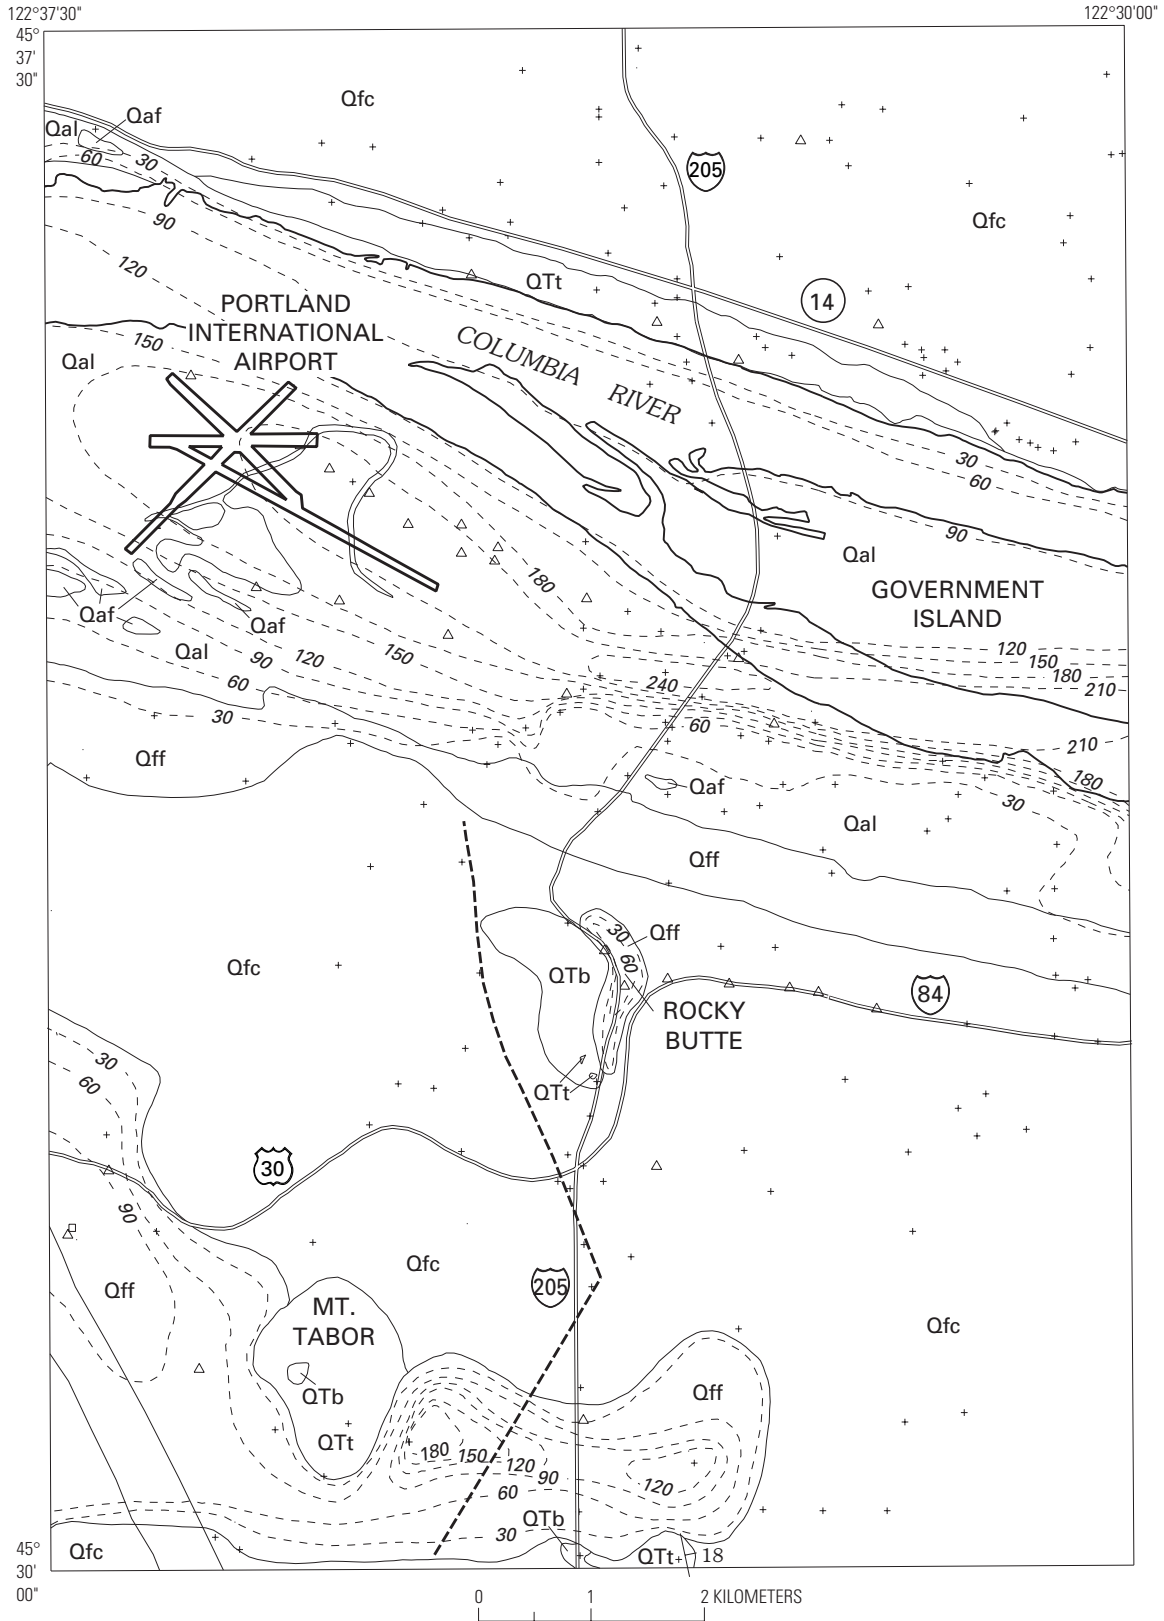 122°37'30"
122°30'00"
45°
37'
30"
Qfc
Qaf
Qal
60
30
205
90
Qfc
120
QTt
14
PORTLAND
INTERNATIONAL
AIRPORT
150
COLUMBIA RIVER
Qal
30
60
90
Qal
180
GOVERNMENT
ISLAND
Qaf
Qaf
Qal
90
120
150
120
150
180
210
60
240
30
60
210
Qff
180
Qaf
30
Qal
Qff
30
Qff
60
Qfc
QTb
84
ROCKY
BUTTE
30
60
QTt
30
90
Qfc
205
Qff
MT.
TABOR
Qfc
QTb
Qff
QTt
180
150
120
90
120
60
QTb
30
Qfc
QTt
18
45°
30'
00"
0 1 2 KILOMETERS